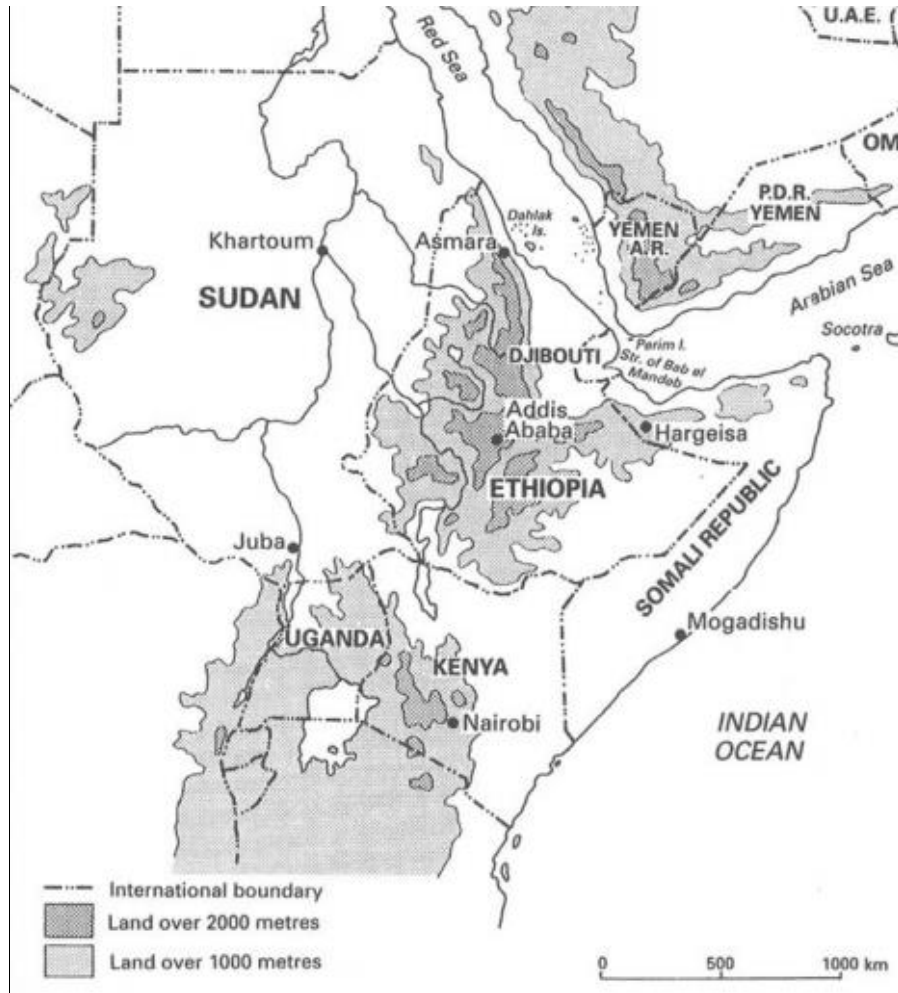 U.A.E.
Red Sea
OM
P.D.R.
YEMEN
Dahlak
Is.
YEMEN
A.R.
Khartoum
Asmara
SUDAN
Arabian Sea
Socotra
Perim I.
DJIBOUTI
Str. of Bab el
Mandeb
Addis
Ababa
Hargeisa
ETHIOPIA
SOMALI REPUBLIC
Juba
Mogadishu
UGANDA
KENYA
Nairobi
INDIAN
OCEAN
International boundary
Land over 2000 metres
Land over 1000 metres
0 500 1000 km